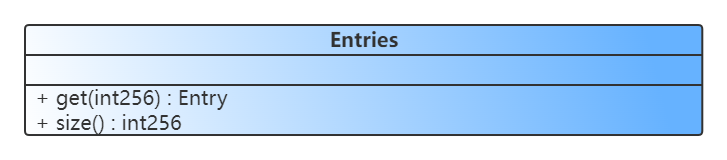 Entries
+ get(int256) : Entry
+ size() : int256